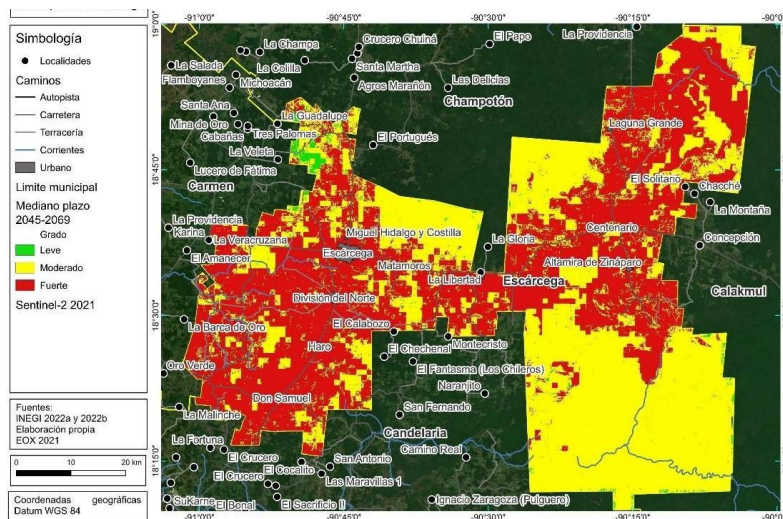 Simbología
Localidades
Caminos
Autopista
Carretera
Terracería
Corrientes
Urbano
Limite municipal
Mediano plazo
2045-2069
Grado
Leve
Moderado
Fuerte
Sentinel-2 2021
Fuentes:
INEGI 2022a y 2022b
Elaboración propia
EOX 2021
0 10 20 km
Coordenadas geográficas
Datum WGS 84
-91°0' -90°45' -90°30' -90°15' -90°0'
19°0'
18°45'
18°30'
18°15'
La Champa
Crucero Chuiná
El Papo
La Providencia
La Salada
La Colilla
Santa Martha
Flamboyanes
Michoacán
Agros Marañón
Las Delicias
Champotón
Santa Ana
La Guadalupe
Laguna Grande
Mina de Oro
Cabañas
Tres Palomas
El Portugués
La Veleta
Lucero de Fátima
El Solitario
Chacché
Carmen
La Montaña
La Providencia
Karina
La Veracruzana
Miguel Hidalgo y Costilla
Centenario
Concepción
El Amanecer
Escárcega
Matamoros
La Gloria
Altamira de Zináparo
La Libertad
Escárcega
Calakmul
División del Norte
La Barca de Oro
El Calabozo
Haro
Montecristo
El Chechenal
Oro Verde
El Fantasma (Los Chileros)
Naranjito
Don Samuel
La Malinche
San Fernando
Candelaria
La Fortuna
El Crucero
San Antonio
Camino Real
El Cocalito
El Crucero
Las Maravillas 1
SuKarne
El Bonal
El Sacrificio II
Ignacio Zaragoza (Pulguero)
-91°0' -90°45' -90°30' -90°15'